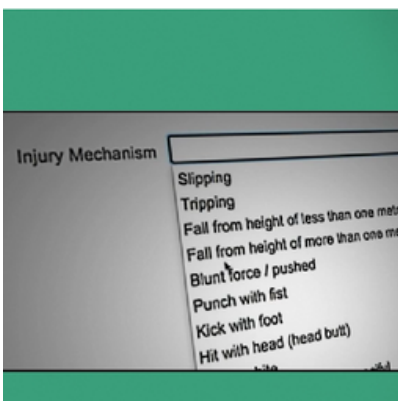 Injury Mechanism
Slipping
Tripping
Fall from height of less than one
Fall from height of more than one
Blunt force / pushed
Punch with fist
Kick with foot
Hit with head (head butt)